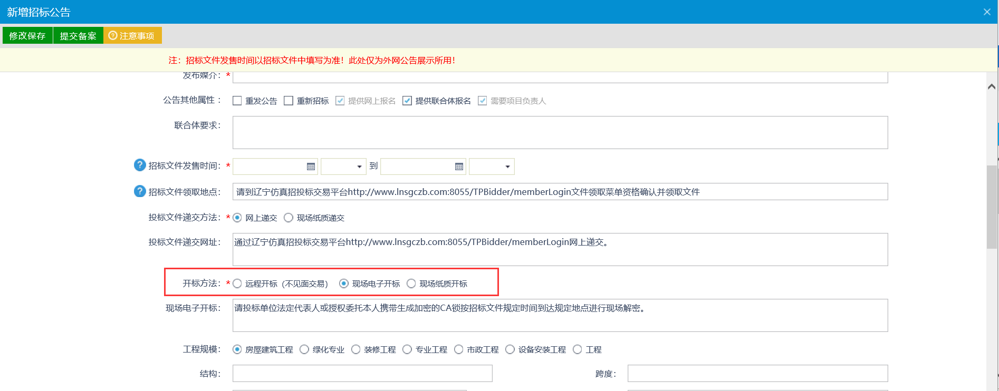 新增招标公告
修改保存 提交备案 注意事项
注：招标文件发售时间以招标文件中填写为准！此处仅为外网公告展示所用！
发布媒介：*
公告其他属性： 重发公告 重新招标 提供网上报名 提供联合体报名 需要项目负责人
联合体要求：
招标文件发售时间：* 到
招标文件领取地点： 请到辽宁仿真招投标交易平台http://www.lnsgczb.com:8055/TPBidder/memberLogin文件领取菜单资格确认并领取文件
投标文件递交方法：* 网上递交 现场纸质递交
投标文件递交网址： 通过辽宁仿真招投标交易平台http://www.lnsgczb.com:8055/TPBidder/memberLogin网上递交。
开标方法：* 远程开标（不见面交易） 现场电子开标 现场纸质开标
现场电子开标： 请投标单位法定代表人或授权委托本人携带生成加密的CA锁按招标文件规定时间到达规定地点进行现场解密。
工程规模： 房屋建筑工程 绿化专业 装修工程 专业工程 市政工程 设备安装工程 工程
结构： 跨度：